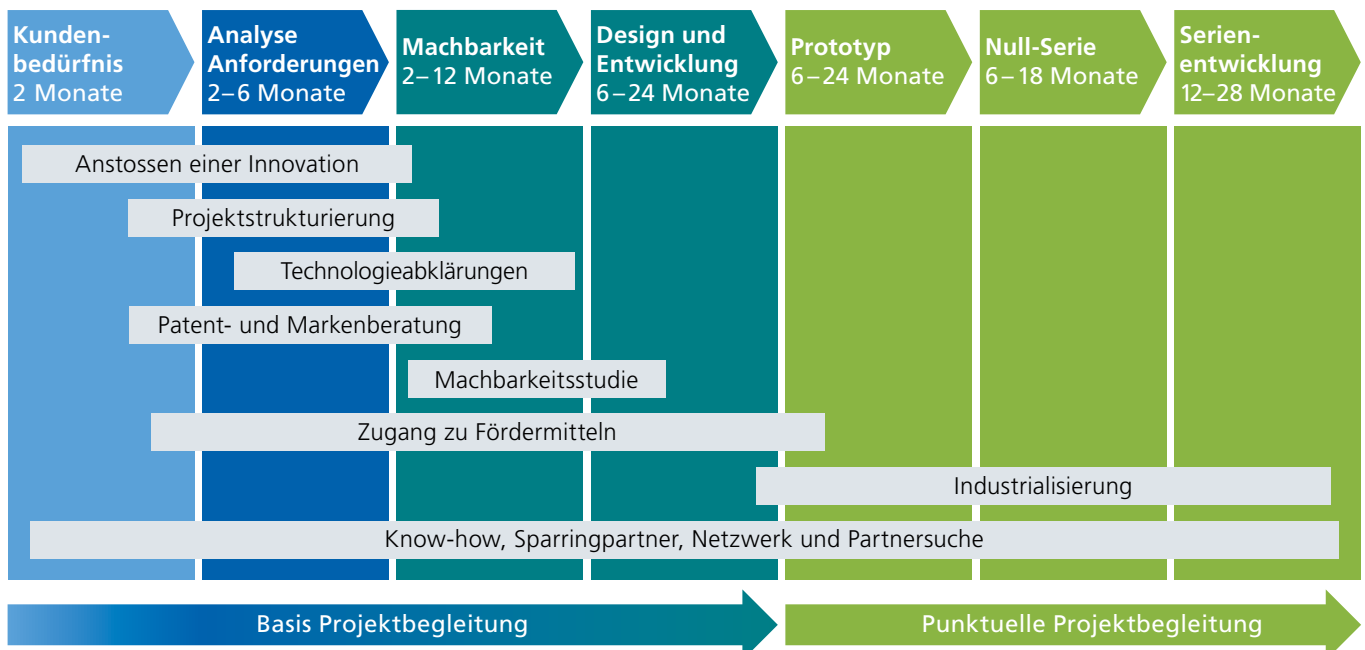 Kunden-
bedürfnis
2 Monate
Analyse
Anforderungen
2–6 Monate
Machbarkeit
2–12 Monate
Design und
Entwicklung
6–24 Monate
Prototyp
6–24 Monate
Null-Serie
6–18 Monate
Serien-
entwicklung
12–28 Monate
Anstossen einer Innovation
Projektstrukturierung
Technologieabklärungen
Patent- und Markenberatung
Machbarkeitsstudie
Zugang zu Fördermitteln
Industrialisierung
Know-how, Sparringpartner, Netzwerk und Partnersuche
Basis Projektbegleitung
Punktuelle Projektbegleitung